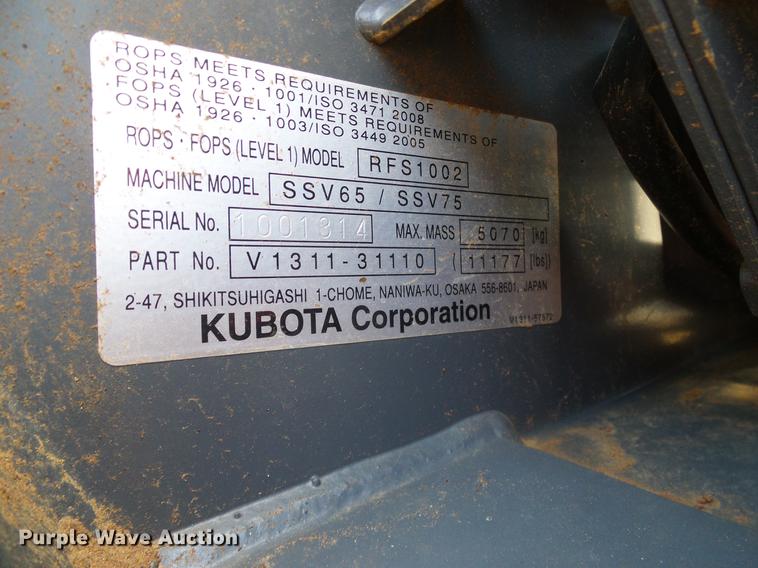 ROPS MEETS REQUIREMENTS OF
OSHA 1926 · 1001/ISO 3471 2008
FOPS (LEVEL 1) MEETS REQUIREMENTS OF
OSHA 1926 · 1003/ISO 3449 2005
ROPS · FOPS (LEVEL 1) MODEL RFS1002
MACHINE MODEL SSV65 / SSV75
SERIAL No. 1001314 MAX. MASS 5070 [kg]
PART No. V1311-31110 (11177 [lbs])
2-47, SHIKITSUHIGASHI 1-CHOME, NANIWA-KU, OSAKA 556-8601, JAPAN
KUBOTA Corporation V1311-57572
Purple Wave Auction